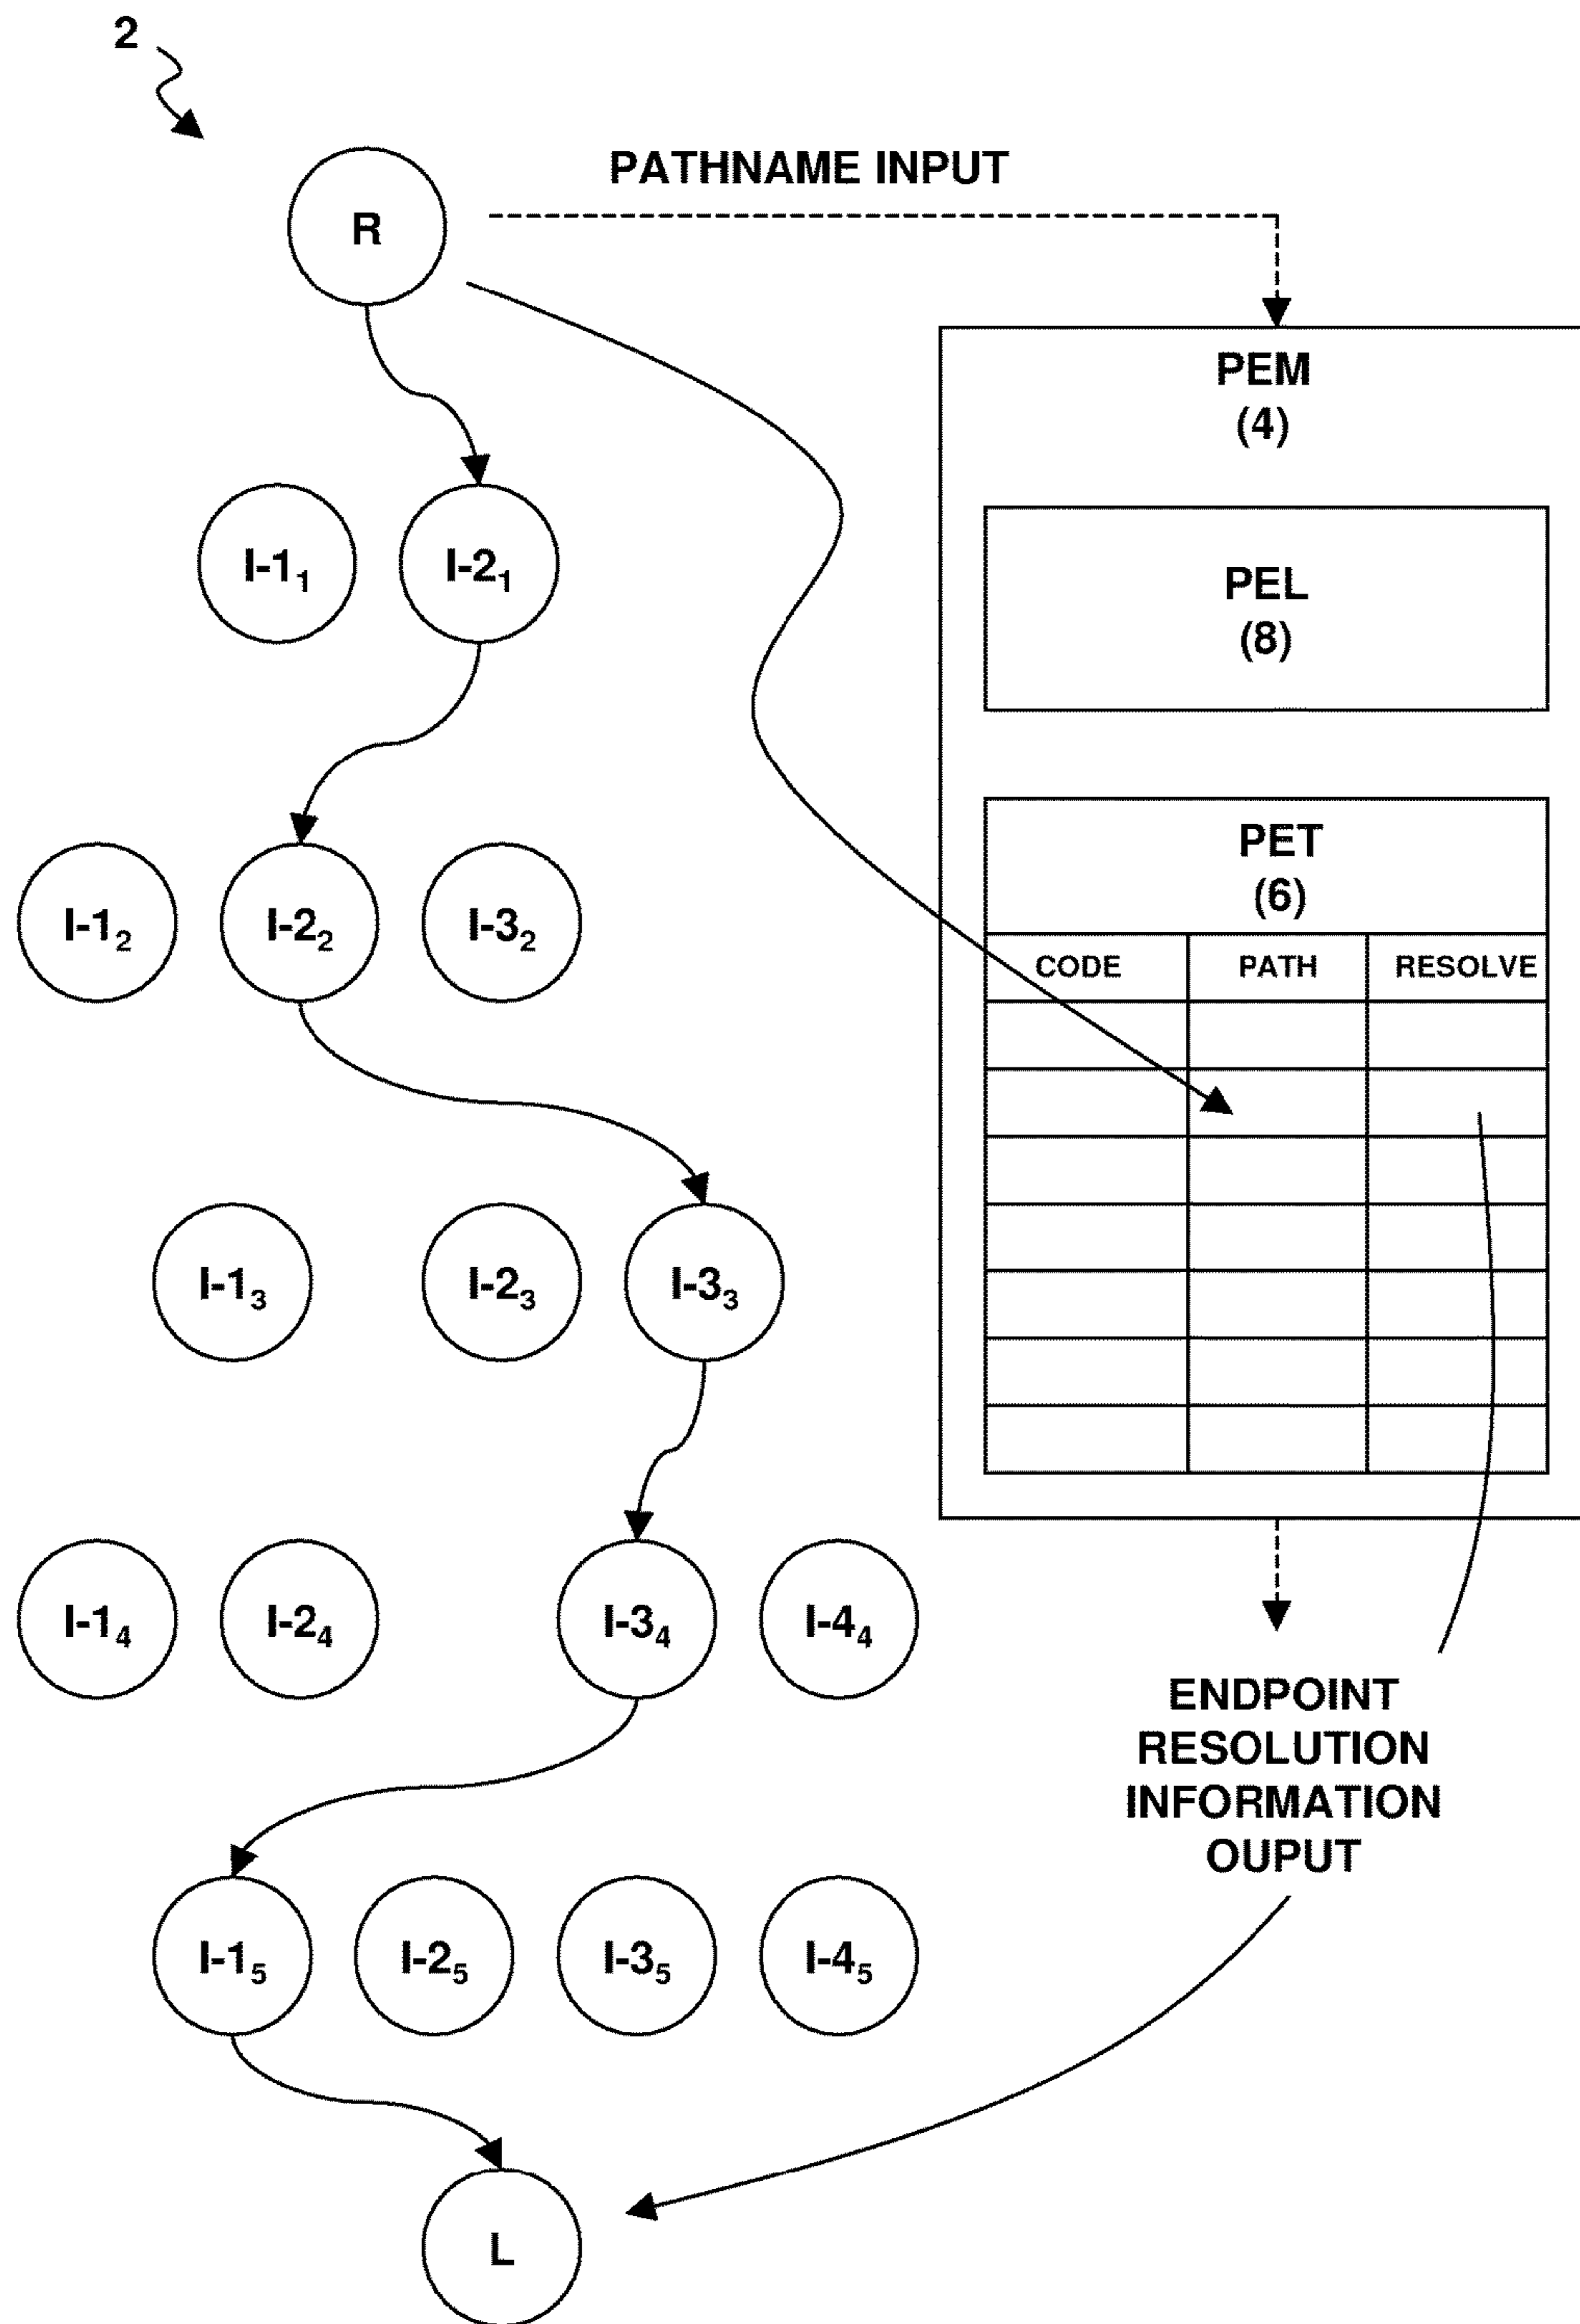 2
PATHNAME INPUT
R
PEM
(4)
I-1₁
I-2₁
PEL
(8)
PET
(6)
CODE
PATH
RESOLVE
I-1₂
I-2₂
I-3₂
I-1₃
I-2₃
I-3₃
I-1₄
I-2₄
I-3₄
I-4₄
ENDPOINT
RESOLUTION
INFORMATION
OUPUT
I-1₅
I-2₅
I-3₅
I-4₅
L